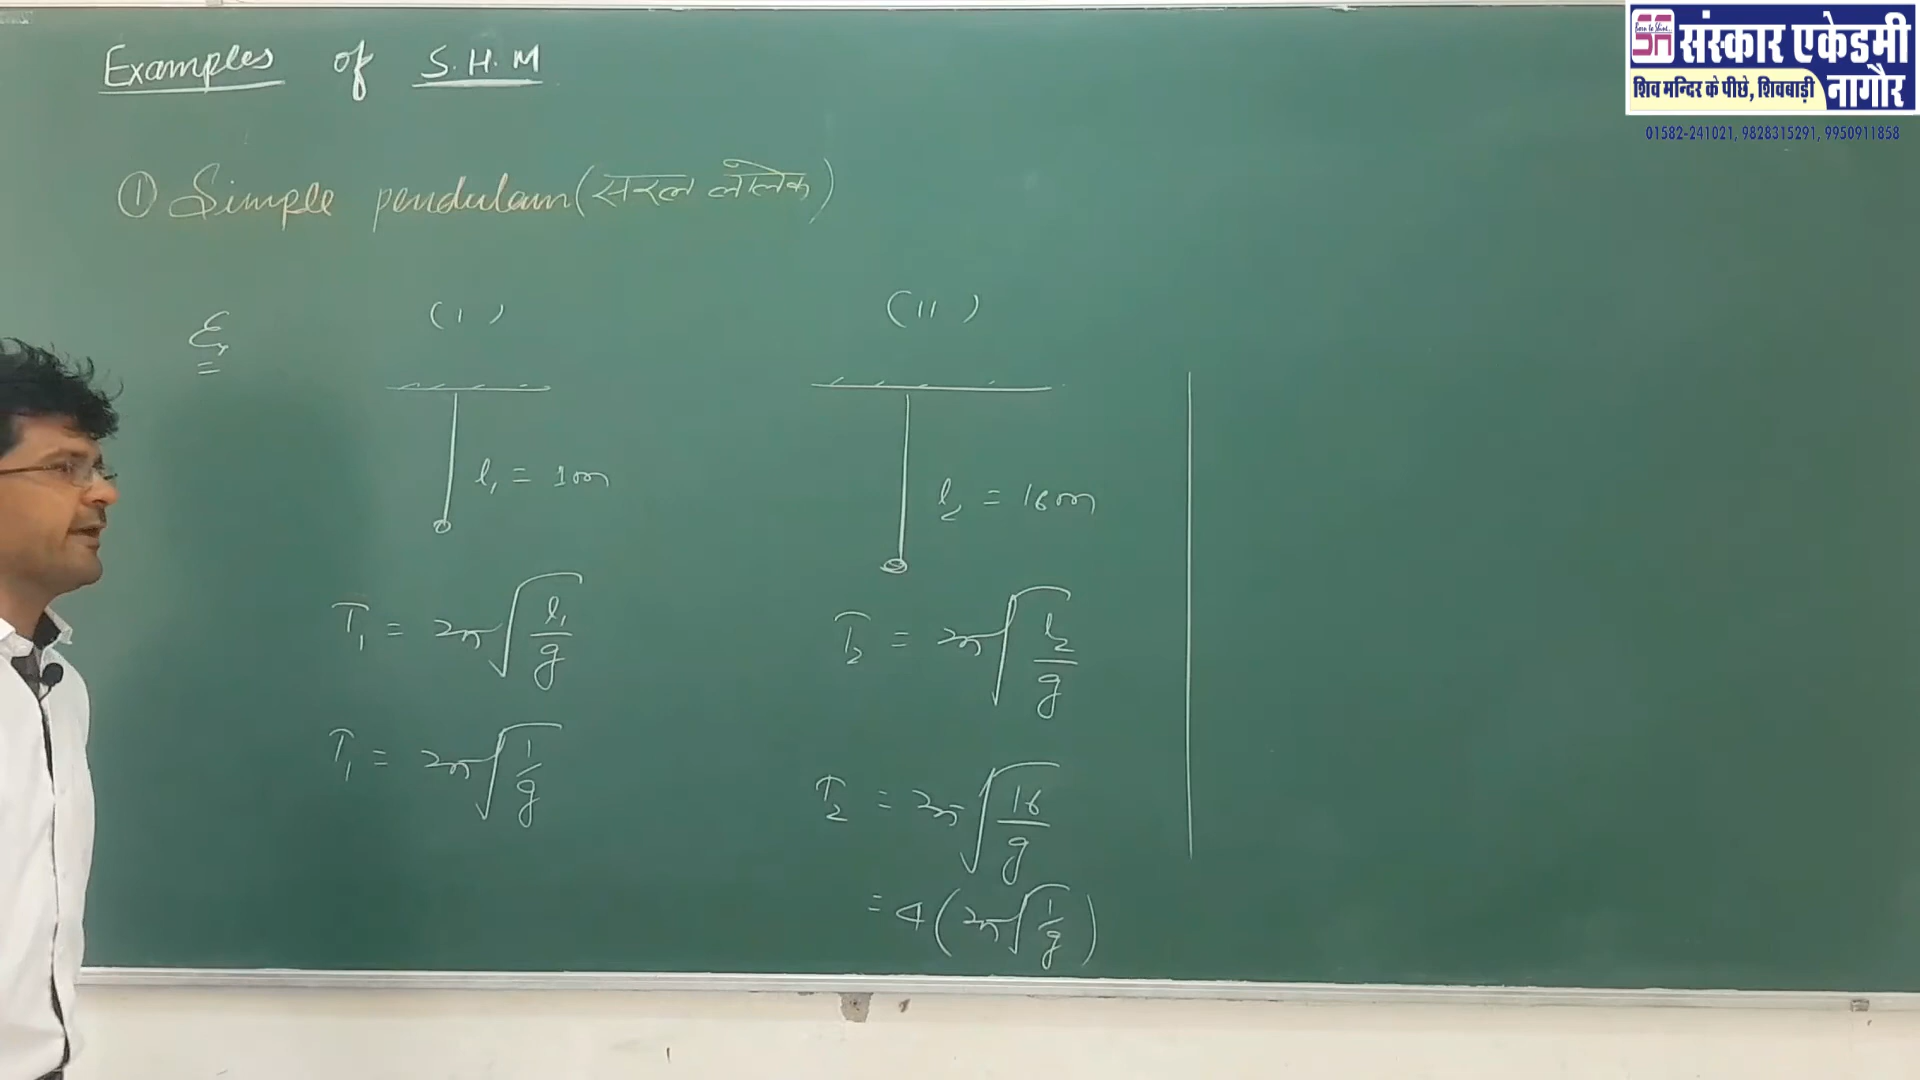 Examples of S.H.M
① Simple pendulam (सरल लोलक)
Ex
(I)
l₁ = 1m
T₁ = 2π√(l₁/g)
T₁ = 2π√(1/g)
(II)
l₂ = 16m
T₂ = 2π√(l₂/g)
T₂ = 2π√(16/g)
= 4(2π√(1/g))
संस्कार एकेडमी
शिव मन्दिर के पीछे, शिवबाड़ी नागौर
01582-241021, 9828315291, 9950911858